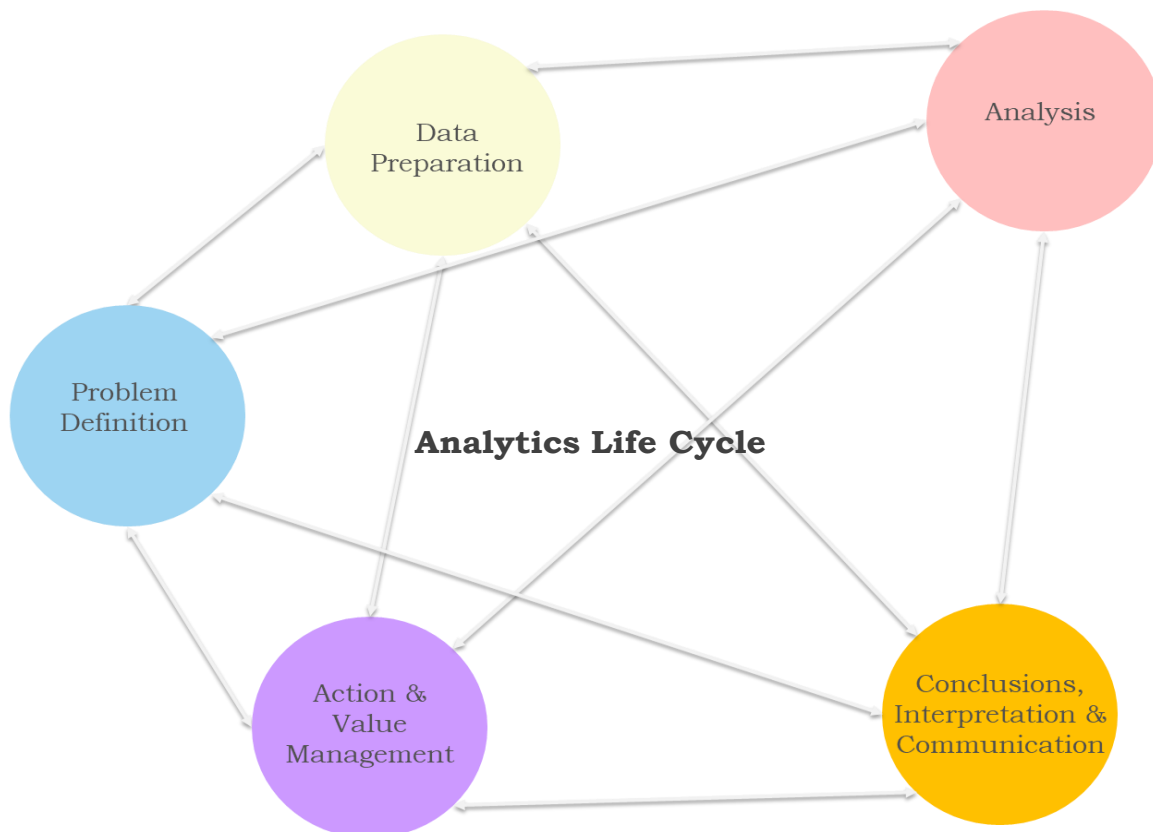 Analysis
Data
Preparation
Problem
Definition
Analytics Life Cycle
Action &
Value
Management
Conclusions,
Interpretation &
Communication